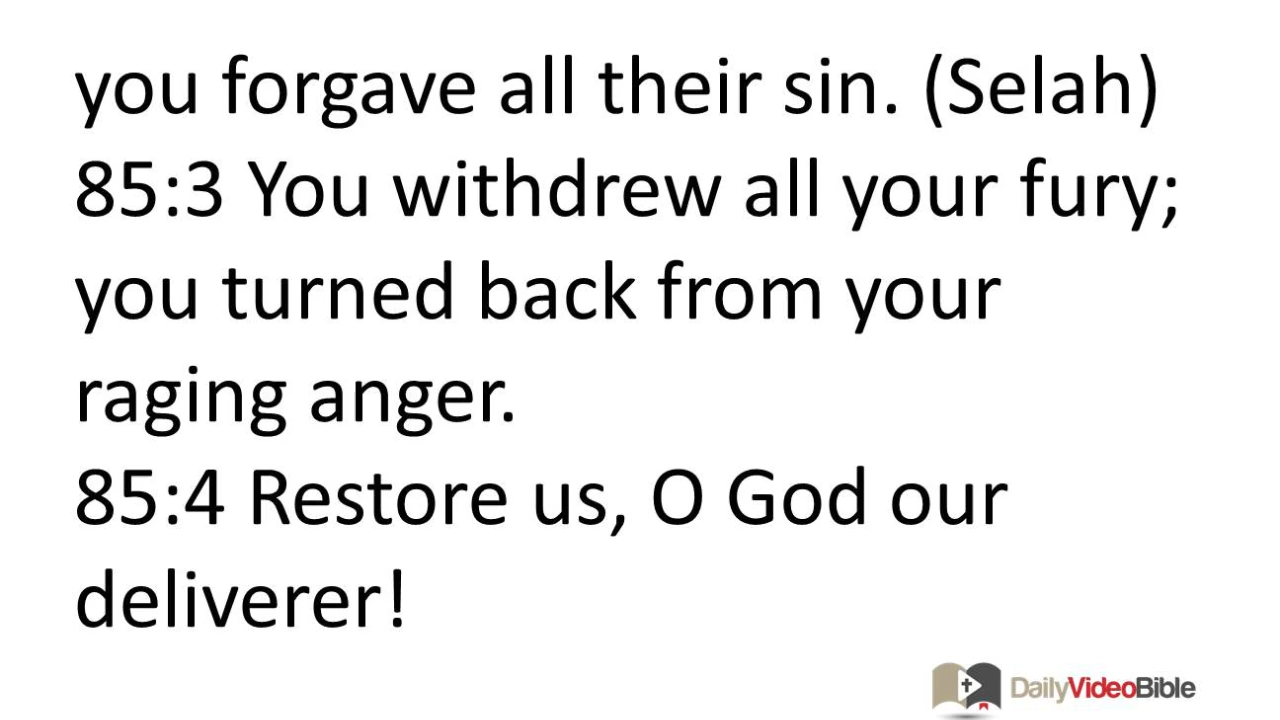 you forgave all their sin. (Selah)
85:3 You withdrew all your fury;
you turned back from your
raging anger.
85:4 Restore us, O God our
deliverer!
DailyVideoBible